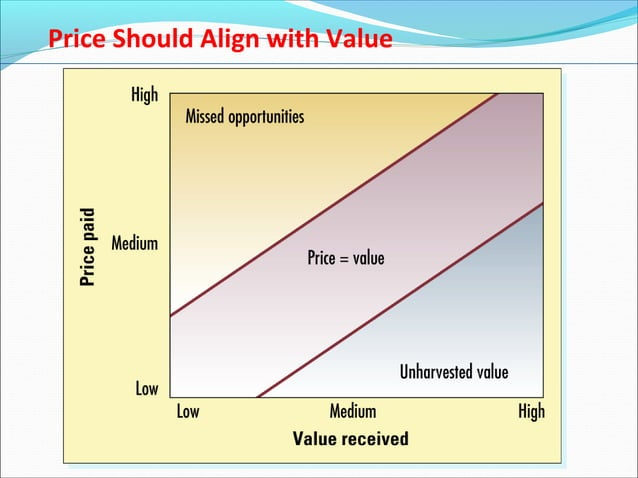 Price Should Align with Value
High
Missed opportunities
Price paid
Medium
Price = value
Unharvested value
Low
Low Medium High
Value received